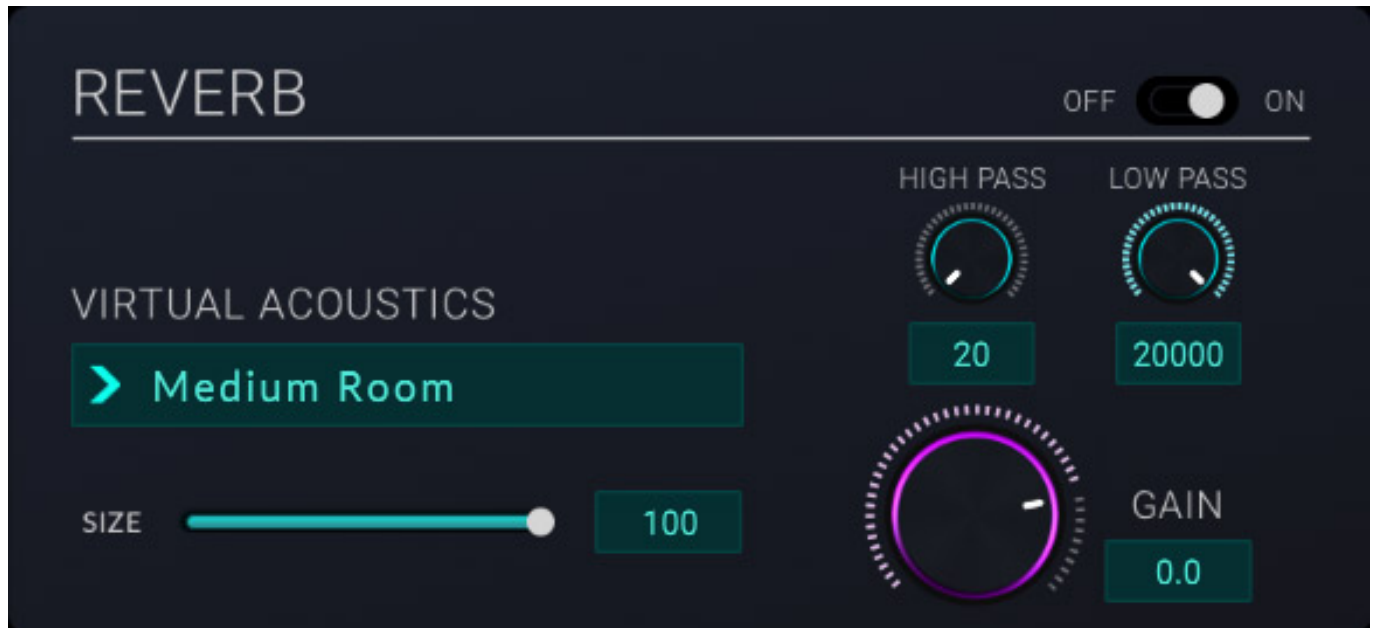 REVERB
OFF ON
HIGH PASS LOW PASS
20 20000
VIRTUAL ACOUSTICS
Medium Room
SIZE 100
GAIN
0.0